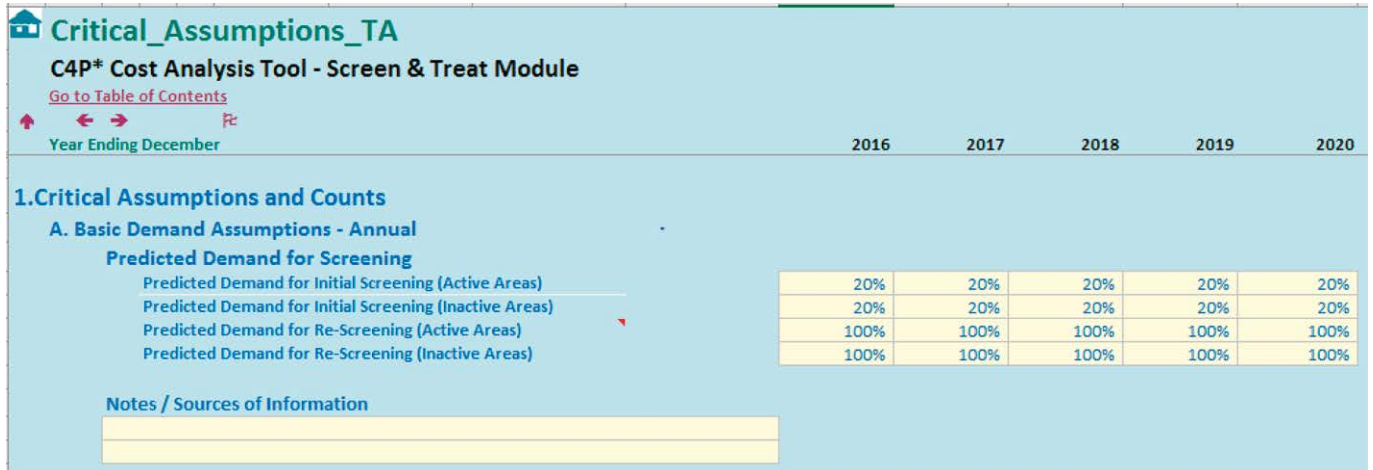 Critical_Assumptions_TA
C4P* Cost Analysis Tool - Screen & Treat Module
Go to Table of Contents
Year Ending December 2016 2017 2018 2019 2020
1.Critical Assumptions and Counts
A. Basic Demand Assumptions - Annual
Predicted Demand for Screening
Predicted Demand for Initial Screening (Active Areas) 20% 20% 20% 20% 20%
Predicted Demand for Initial Screening (Inactive Areas) 20% 20% 20% 20% 20%
Predicted Demand for Re-Screening (Active Areas) 100% 100% 100% 100% 100%
Predicted Demand for Re-Screening (Inactive Areas) 100% 100% 100% 100% 100%
Notes / Sources of Information